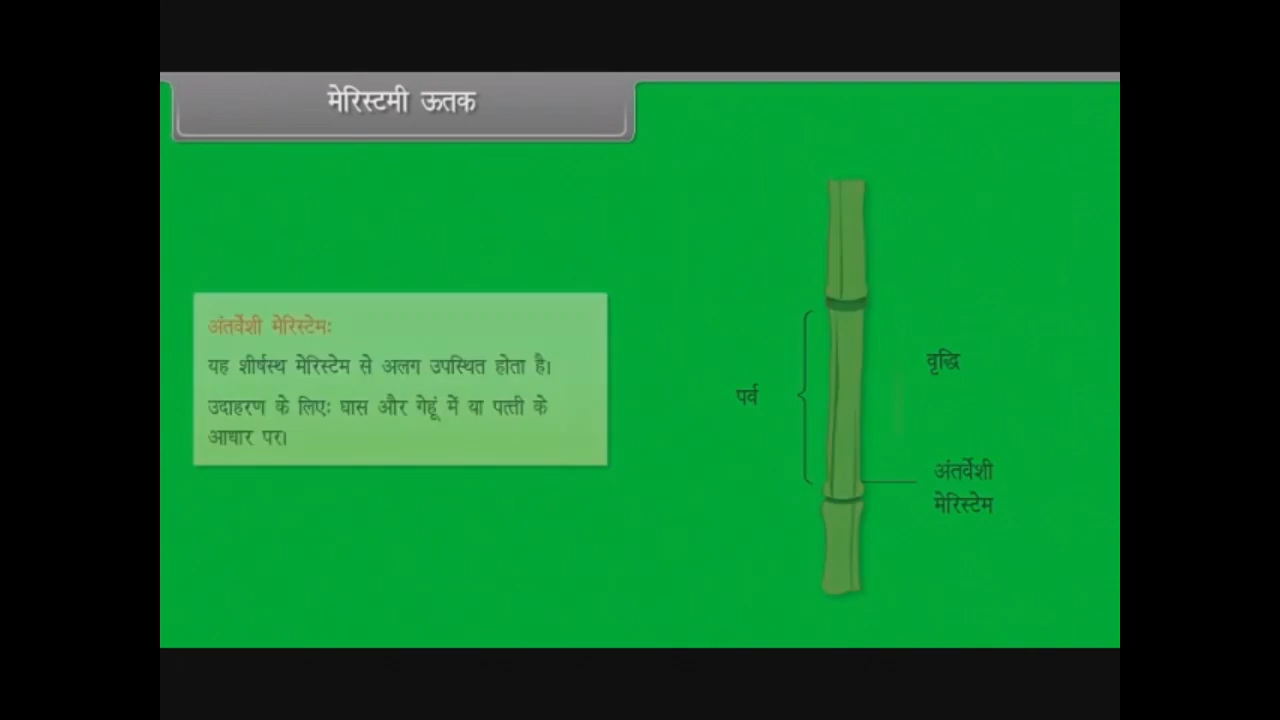 मेरिस्टमी ऊतक
अंतर्वेशी मेरिस्टेमः
यह शीर्षस्थ मेरिस्टेम से अलग उपस्थित होता है।
उदाहरण के लिएः घास और गेहूं में या पत्ती के
आधार पर।
पर्व
वृद्धि
अंतर्वेशी
मेरिस्टेम